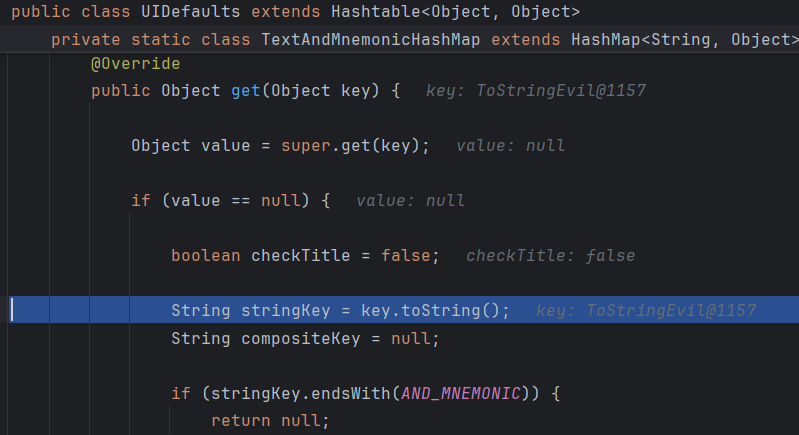 public class UIDefaults extends Hashtable<Object, Object>
private static class TextAndMnemonicHashMap extends HashMap<String, Object>
@Override
public Object get(Object key) { key: ToStringEvil@1157
Object value = super.get(key); value: null
if (value == null) { value: null
boolean checkTitle = false; checkTitle: false
String stringKey = key.toString(); key: ToStringEvil@1157
String compositeKey = null;
if (stringKey.endsWith(AND_MNEMONIC)) {
return null;